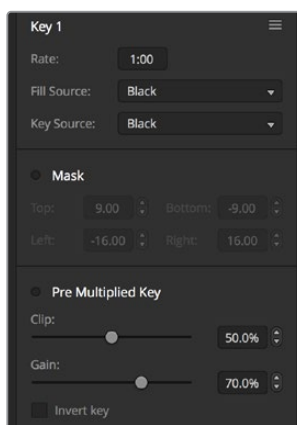 Key 1
Rate: 1:00
Fill Source: Black
Key Source: Black
Mask
Top: 9.00 Bottom: -9.00
Left: -16.00 Right: 16.00
Pre Multiplied Key
Clip:
50.0%
Gain:
70.0%
Invert key